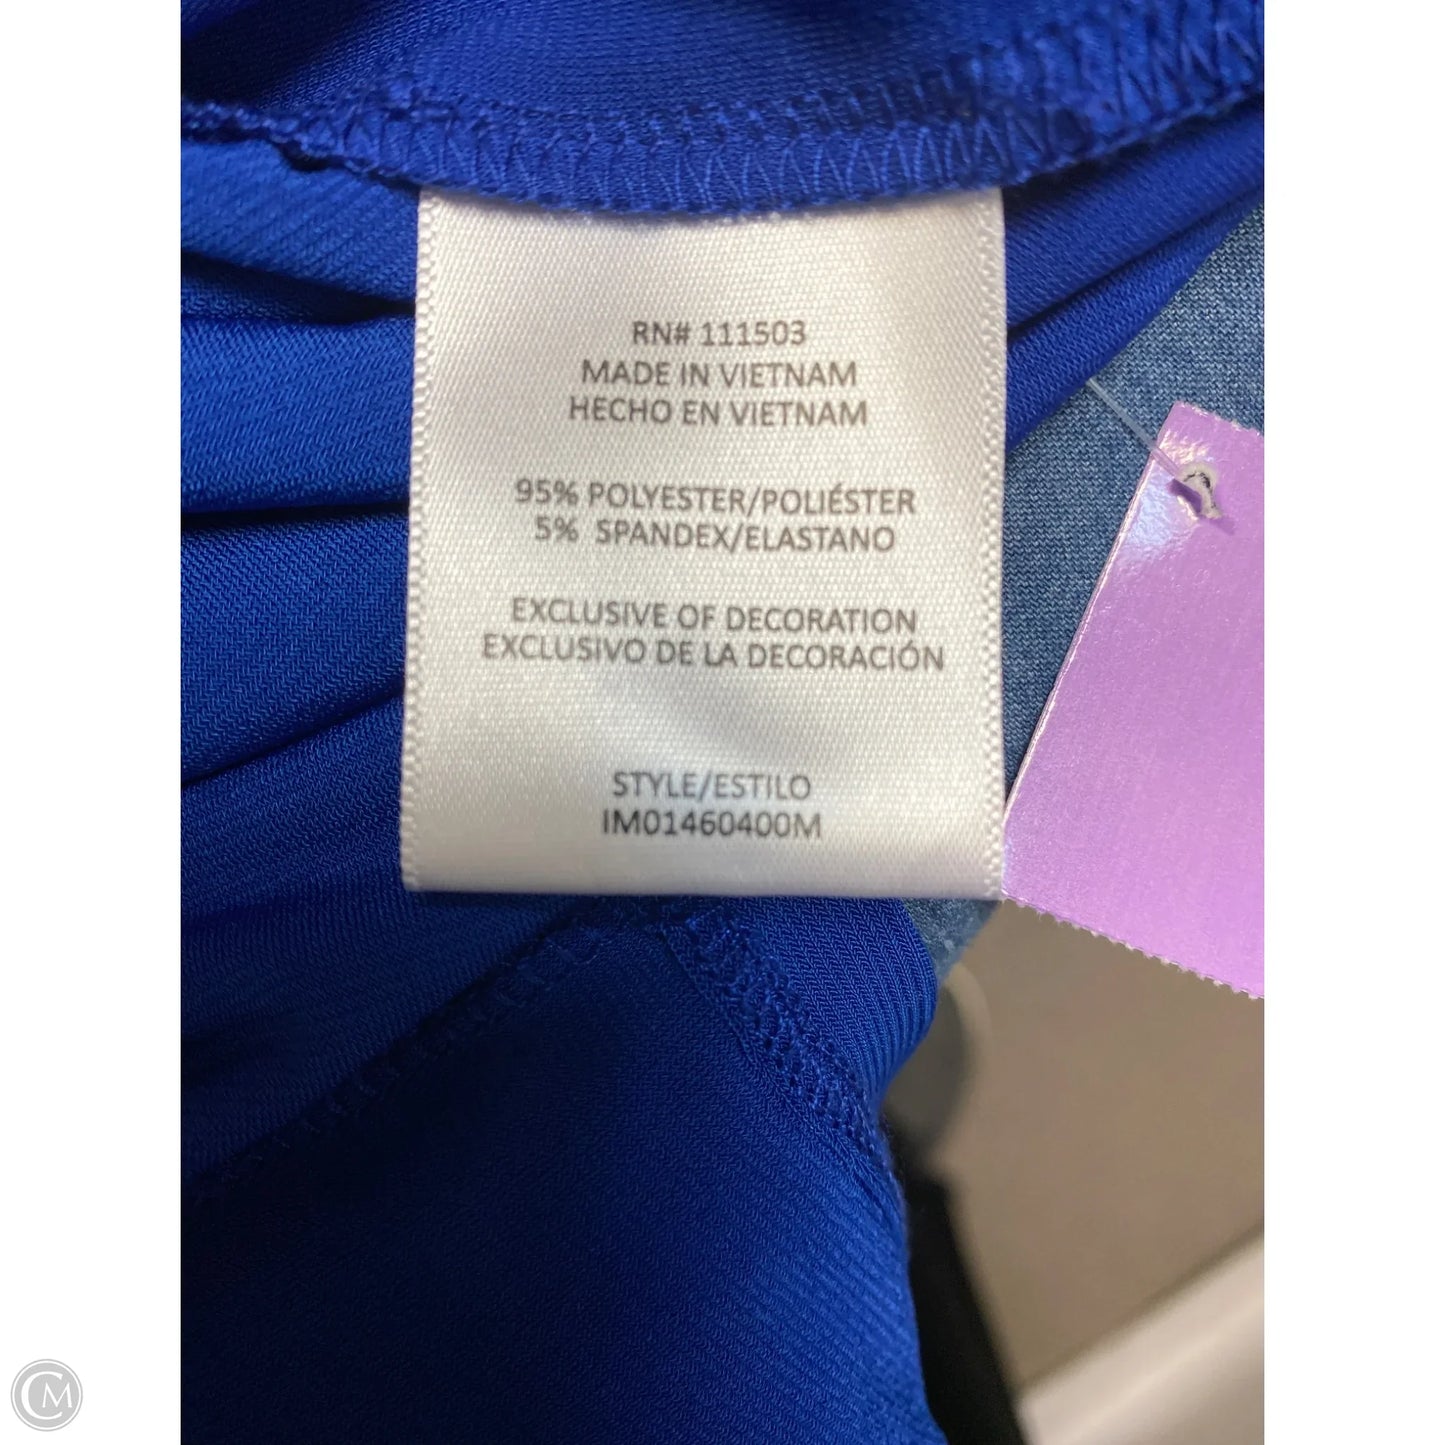 RN# 111503
MADE IN VIETNAM
HECHO EN VIETNAM
95% POLYESTER/POLIÉSTER
5% SPANDEX/ELASTANO
EXCLUSIVE OF DECORATION
EXCLUSIVO DE LA DECORACIÓN
STYLE/ESTILO
IM01460400M
CM